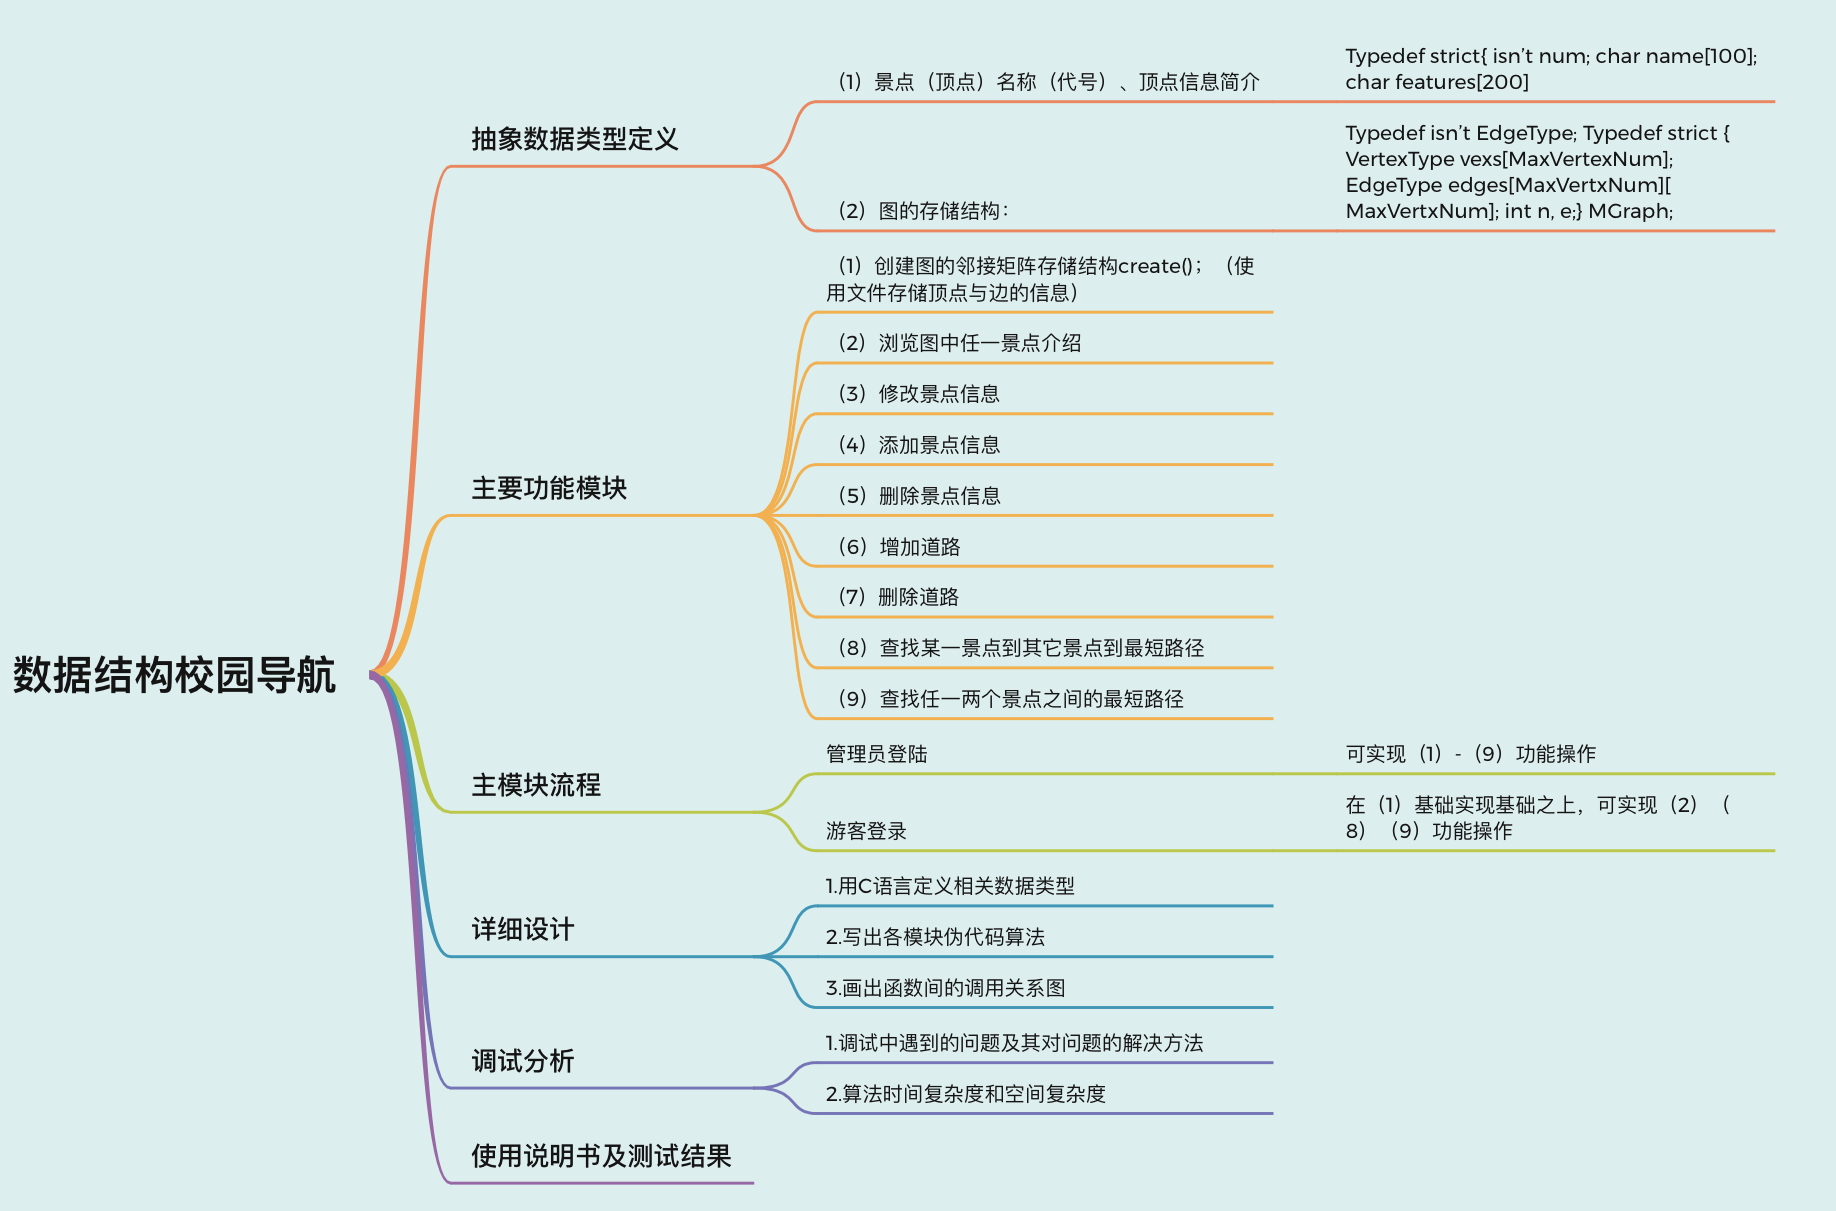 数据结构校园导航
抽象数据类型定义
（1）景点（顶点）名称（代号）、顶点信息简介
Typedef strict{ isn’t num; char name[100];
char features[200]
（2）图的存储结构：
Typedef isn’t EdgeType; Typedef strict {
VertexType vexs[MaxVertexNum];
EdgeType edges[MaxVertxNum][
MaxVertxNum]; int n, e;} MGraph;
主要功能模块
（1）创建图的邻接矩阵存储结构create()；（使
用文件存储顶点与边的信息）
（2）浏览图中任一景点介绍
（3）修改景点信息
（4）添加景点信息
（5）删除景点信息
（6）增加道路
（7）删除道路
（8）查找某一景点到其它景点到最短路径
（9）查找任一两个景点之间的最短路径
主模块流程
管理员登陆
可实现（1）-（9）功能操作
游客登录
在（1）基础实现基础之上，可实现（2）（
8）（9）功能操作
详细设计
1.用C语言定义相关数据类型
2.写出各模块伪代码算法
3.画出函数间的调用关系图
调试分析
1.调试中遇到的问题及其对问题的解决方法
2.算法时间复杂度和空间复杂度
使用说明书及测试结果